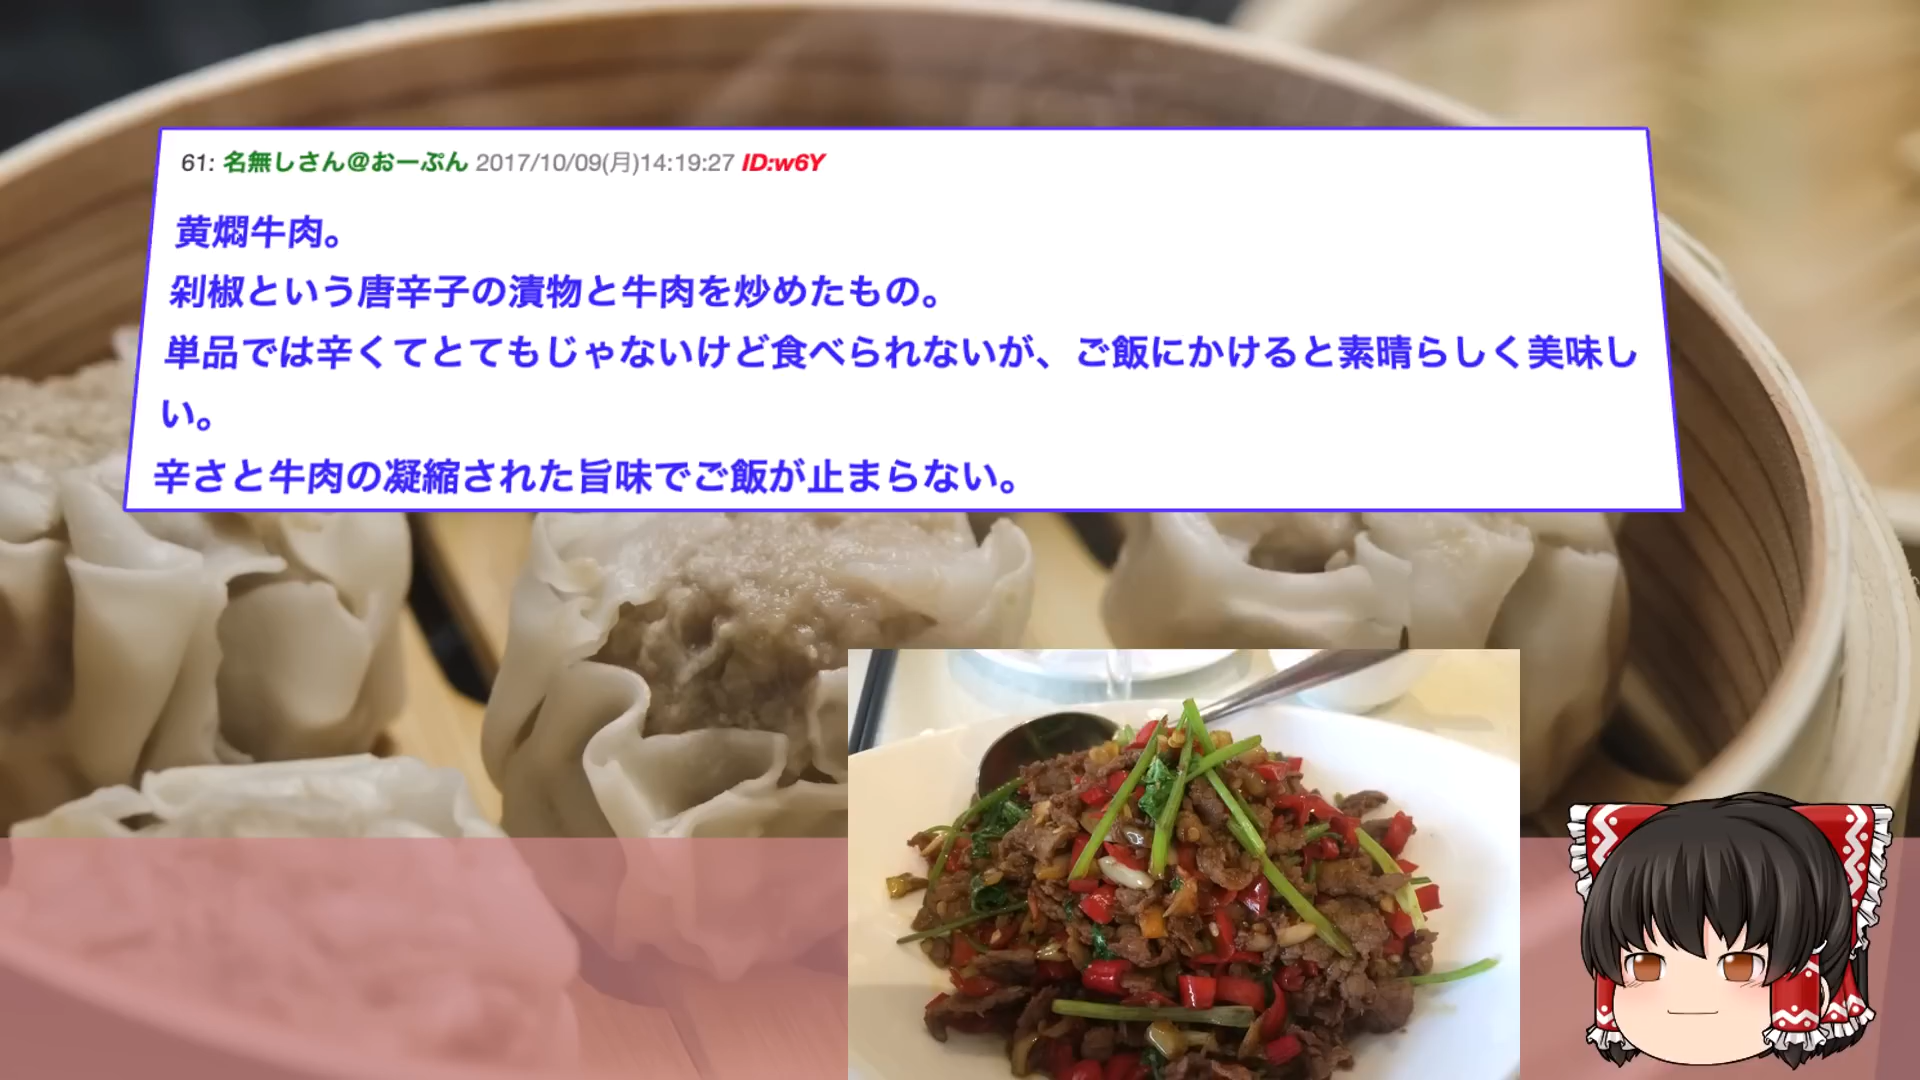 61: 名無しさん@おーぷん 2017/10/09(月)14:19:27 ID:w6Y
黄燜牛肉。
剁椒という唐辛子の漬物と牛肉を炒めたもの。
単品では辛くてとてもじゃないけど食べられないが、ご飯にかけると素晴らしく美味し
い。
辛さと牛肉の凝縮された旨味でご飯が止まらない。